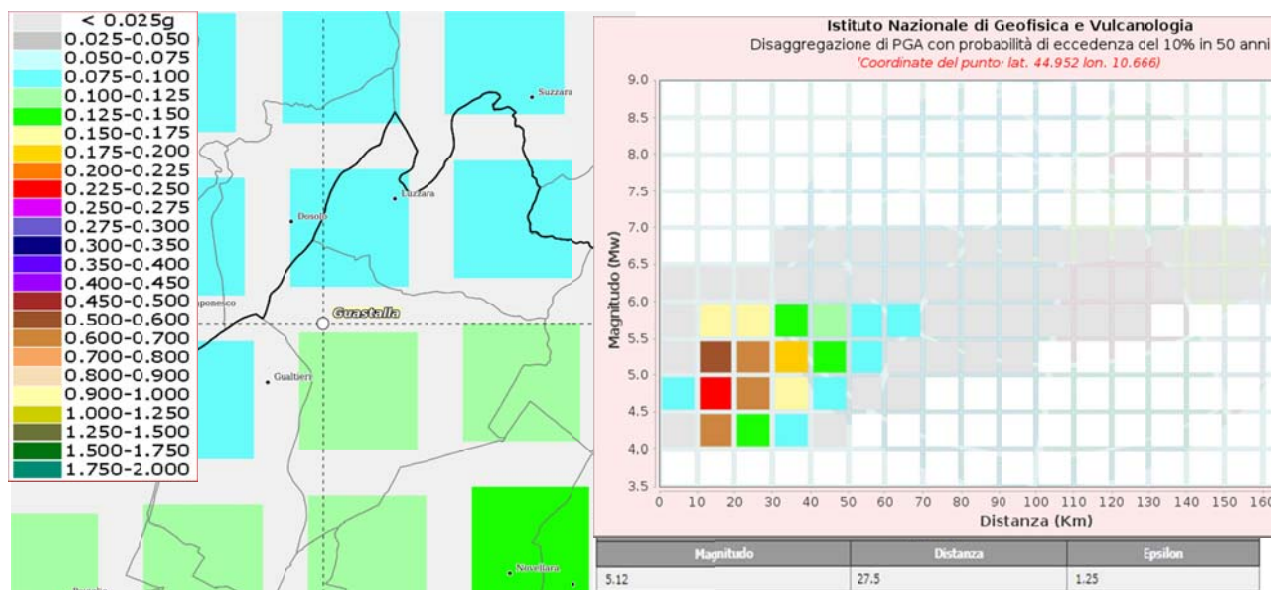 < 0.025g
0.025-0.050
0.050-0.075
0.075-0.100
0.100-0.125
0.125-0.150
0.150-0.175
0.175-0.200
0.200-0.225
0.225-0.250
0.250-0.275
0.275-0.300
0.300-0.350
0.350-0.400
0.400-0.450
0.450-0.500
0.500-0.600
0.600-0.700
0.700-0.800
0.800-0.900
0.900-1.000
1.000-1.250
1.250-1.500
1.500-1.750
1.750-2.000
Suzzara
Luzzara
Dosolo
ponesco
Guastalla
Gualtieri
Novellara
Istituto Nazionale di Geofisica e Vulcanologia
Disaggregazione di PGA con probabilità di eccedenza cel 10% in 50 anni
(Coordinate del punto: lat. 44.952 lon. 10.666)
Magnitudo (Mw)
9.0
8.5
8.0
7.5
7.0
6.5
6.0
5.5
5.0
4.5
4.0
3.5
0 10 20 30 40 50 60 70 80 90 100 110 120 130 140 150 160
Distanza (Km)
Magnitudo Distanza Epsilon
5.12 27.5 1.25